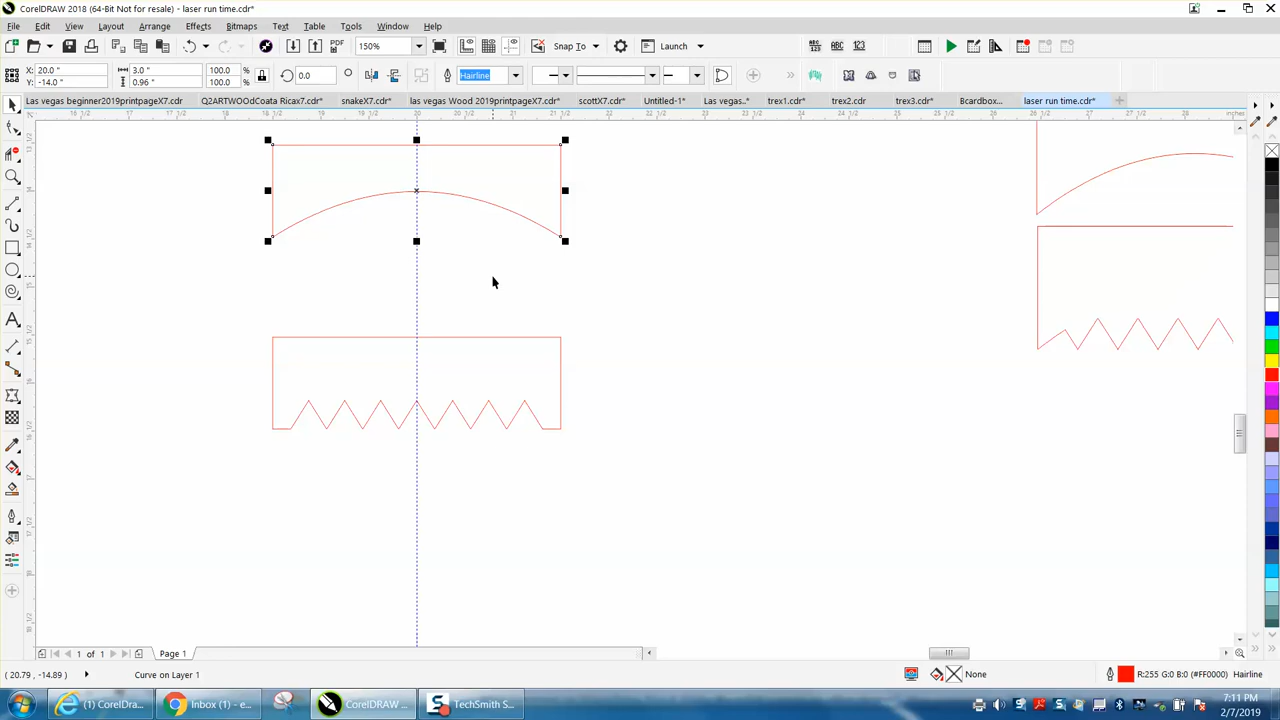 CorelDRAW 2018 (64-Bit Not for resale) - laser run time.cdr*
File Edit View Layout Arrange Effects Bitmaps Text Table Tools Window Help
150% Snap To Launch
X: 20.0 " 3.0 " 100.0 % 0.0 Hairline
Y: -14.0 " 0.96 " 100.0 %
Las vegas beginner2019printpageX7.cdr Q2ARTWOOdCoata Ricax7.cdr* snakeX7.cdr* las vegas Wood 2019printpageX7.cdr* scottX7.cdr* Untitled-1* Las vegas..* trex1.cdr* trex2.cdr trex3.cdr* Bcardbox... laser run time.cdr*
inches
1 of 1 Page 1
( 20.79 , -14.89 ) Curve on Layer 1 None R:255 G:0 B:0 (#FF0000) Hairline
(1) CorelDra... Inbox (1) - e... CorelDRAW ... TechSmith S...
7:11 PM
2/7/2019